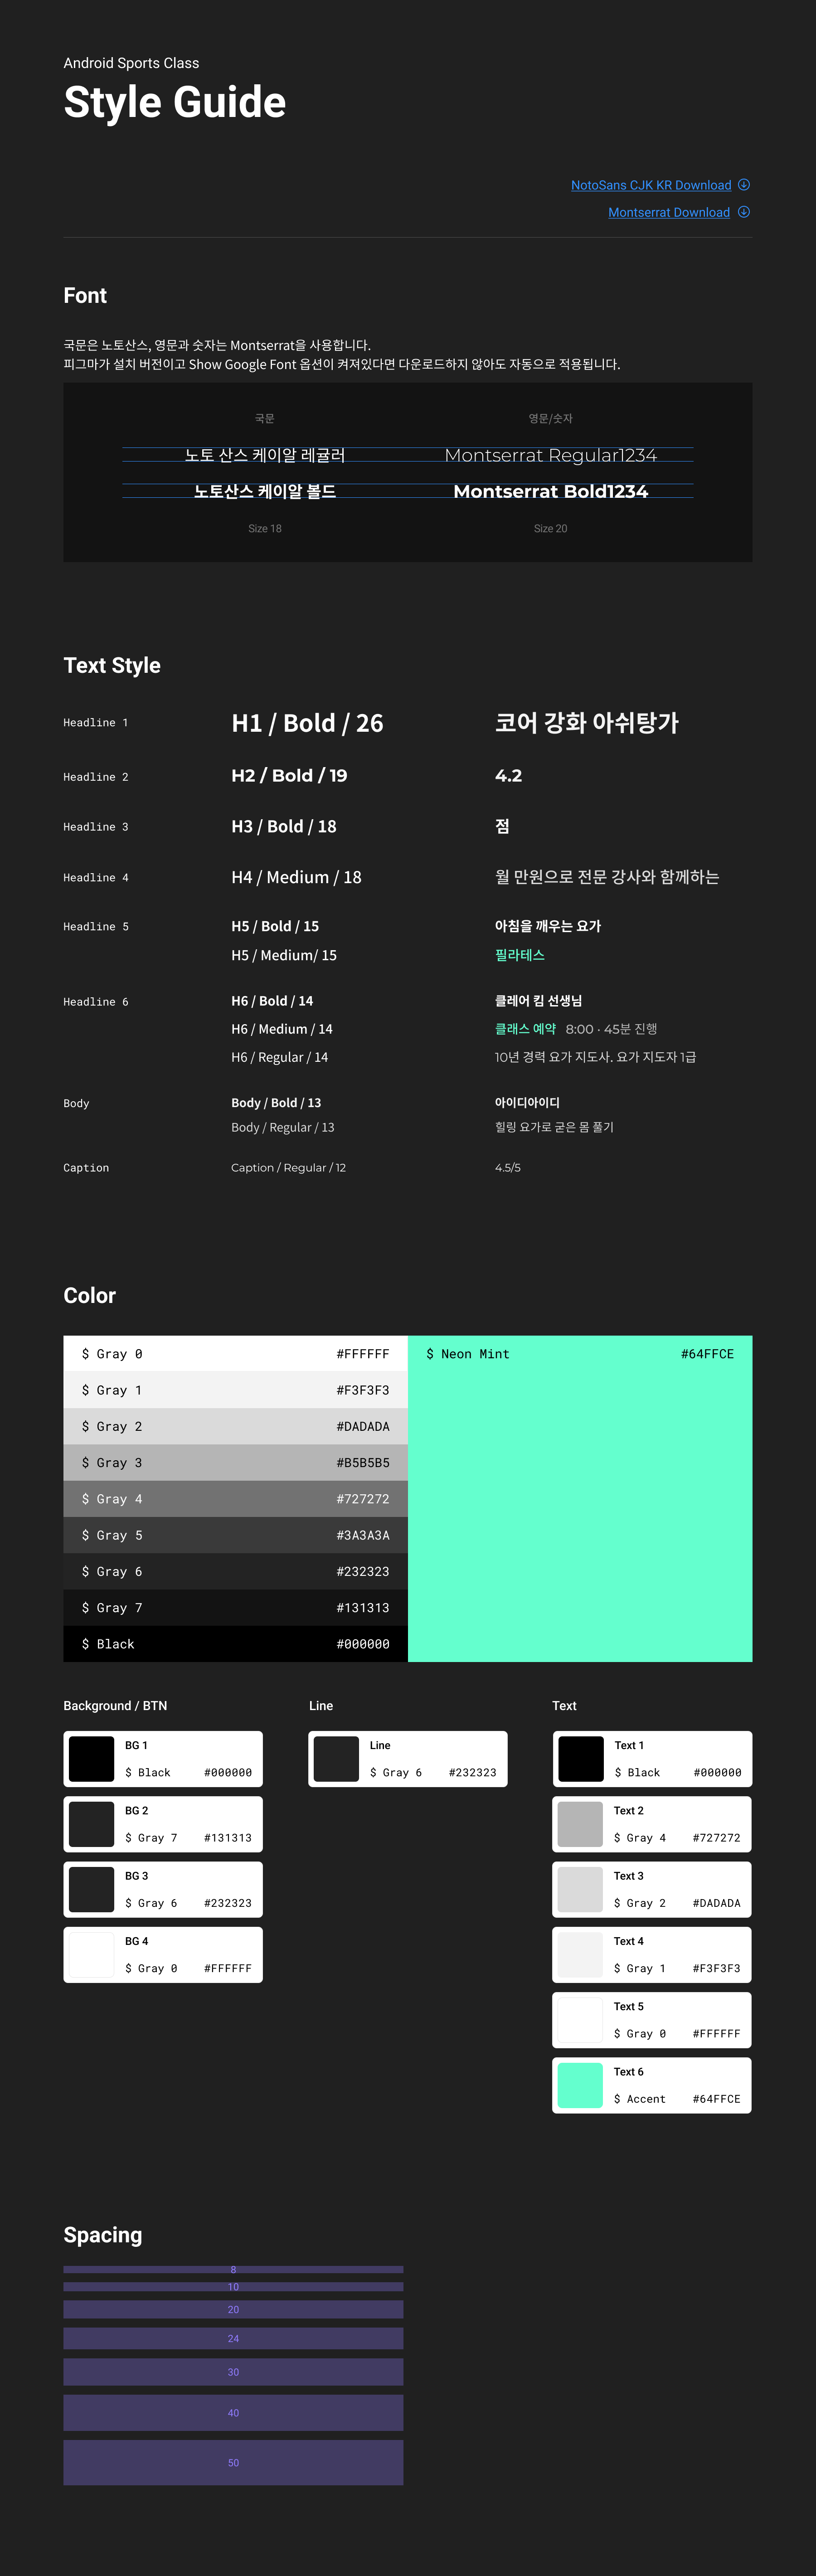 Android Sports Class
Style Guide
NotoSans CJK KR Download
Montserrat Download
Font
국문은 노토산스, 영문과 숫자는 Montserrat을 사용합니다.
피그마가 설치 버전이고 Show Google Font 옵션이 켜져있다면 다운로드하지 않아도 자동으로 적용됩니다.
국문 영문/숫자
노토 산스 케이알 레귤러 Montserrat Regular1234
노토산스 케이알 볼드 Montserrat Bold1234
Size 18 Size 20
Text Style
Headline 1 H1 / Bold / 26 코어 강화 아쉬탕가
Headline 2 H2 / Bold / 19 4.2
Headline 3 H3 / Bold / 18 점
Headline 4 H4 / Medium / 18 월 만원으로 전문 강사와 함께하는
Headline 5 H5 / Bold / 15 아침을 깨우는 요가
H5 / Medium/ 15 필라테스
Headline 6 H6 / Bold / 14 클레어 킴 선생님
H6 / Medium / 14 클래스 예약 8:00 · 45분 진행
H6 / Regular / 14 10년 경력 요가 지도사. 요가 지도자 1급
Body Body / Bold / 13 아이디아이디
Body / Regular / 13 힐링 요가로 굳은 몸 풀기
Caption Caption / Regular / 12 4.5/5
Color
$ Gray 0 #FFFFFF $ Neon Mint #64FFCE
$ Gray 1 #F3F3F3
$ Gray 2 #DADADA
$ Gray 3 #B5B5B5
$ Gray 4 #727272
$ Gray 5 #3A3A3A
$ Gray 6 #232323
$ Gray 7 #131313
$ Black #000000
Background / BTN
BG 1
$ Black #000000
BG 2
$ Gray 7 #131313
BG 3
$ Gray 6 #232323
BG 4
$ Gray 0 #FFFFFF
Line
Line
$ Gray 6 #232323
Text
Text 1
$ Black #000000
Text 2
$ Gray 4 #727272
Text 3
$ Gray 2 #DADADA
Text 4
$ Gray 1 #F3F3F3
Text 5
$ Gray 0 #FFFFFF
Text 6
$ Accent #64FFCE
Spacing
8
10
20
24
30
40
50